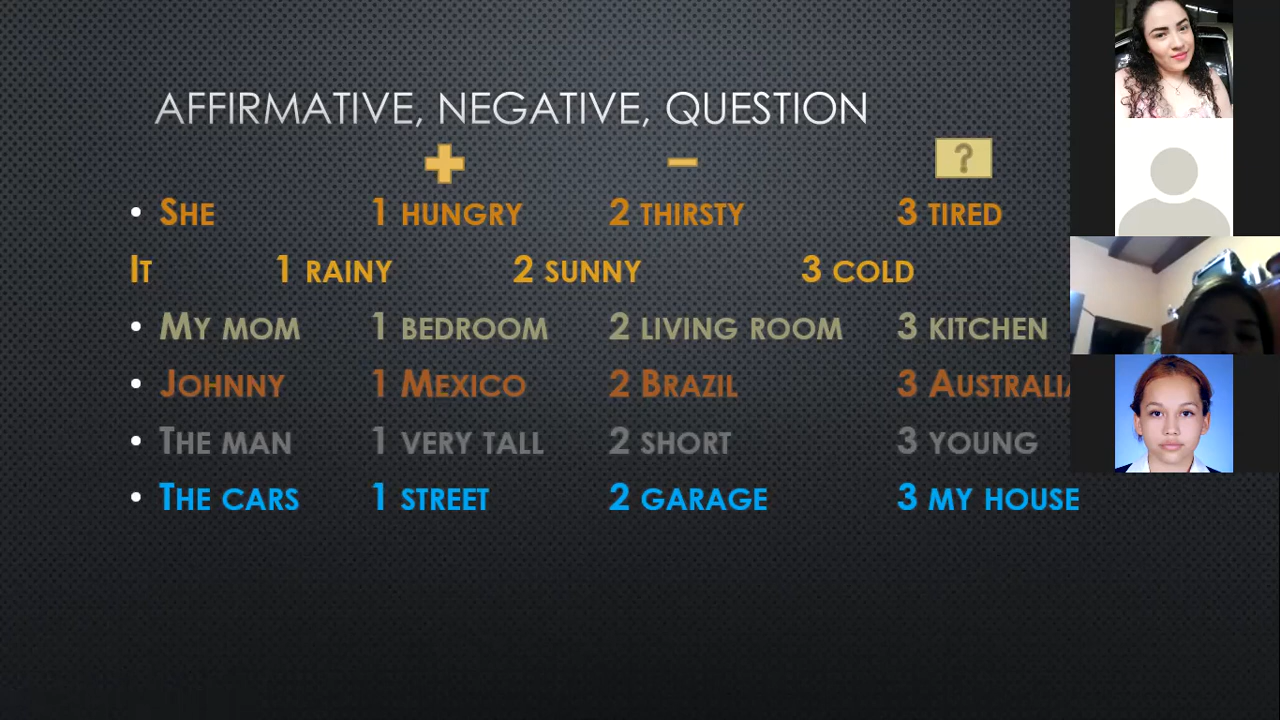 AFFIRMATIVE, NEGATIVE, QUESTION
+ − ?
• SHE 1 HUNGRY 2 THIRSTY 3 TIRED
IT 1 RAINY 2 SUNNY 3 COLD
• MY MOM 1 BEDROOM 2 LIVING ROOM 3 KITCHEN
• JOHNNY 1 MEXICO 2 BRAZIL 3 AUSTRALIA
• THE MAN 1 VERY TALL 2 SHORT 3 YOUNG
• THE CARS 1 STREET 2 GARAGE 3 MY HOUSE